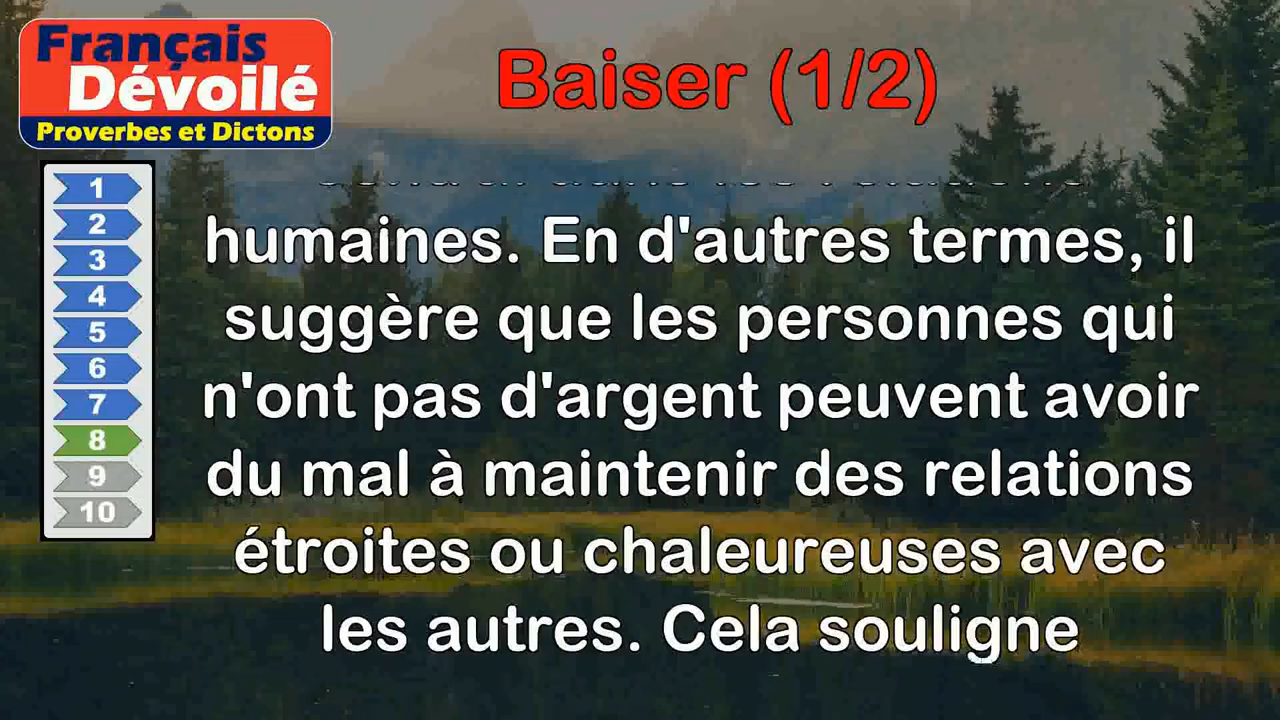 Français
Dévoilé
Proverbes et Dictons
Baiser (1/2)
1
2
3
4
5
6
7
8
9
10
humaines. En d'autres termes, il
suggère que les personnes qui
n'ont pas d'argent peuvent avoir
du mal à maintenir des relations
étroites ou chaleureuses avec
les autres. Cela souligne